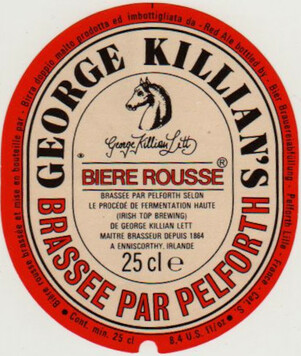 Bière rousse brassée et mise en bouteille par - Birra doppio malto prodotta ed imbottigliata da - Red Ale bottled by - Bier Brauereiabfüllung - Pelforth Lille - France - Cat. S
GEORGE KILLIAN'S
George Killian Lett
BIERE ROUSSE ®
BRASSEE PAR PELFORTH SELON
LE PROCÉDÉ DE FERMENTATION HAUTE
(IRISH TOP BREWING)
DE GEORGE KILLIAN LETT
MAITRE BRASSEUR DEPUIS 1864
A ENNISCORTHY, IRLANDE
25 cl e
BRASSEE PAR PELFORTH
Cont. min. 25 cl 8,4 U.S. fl/oz